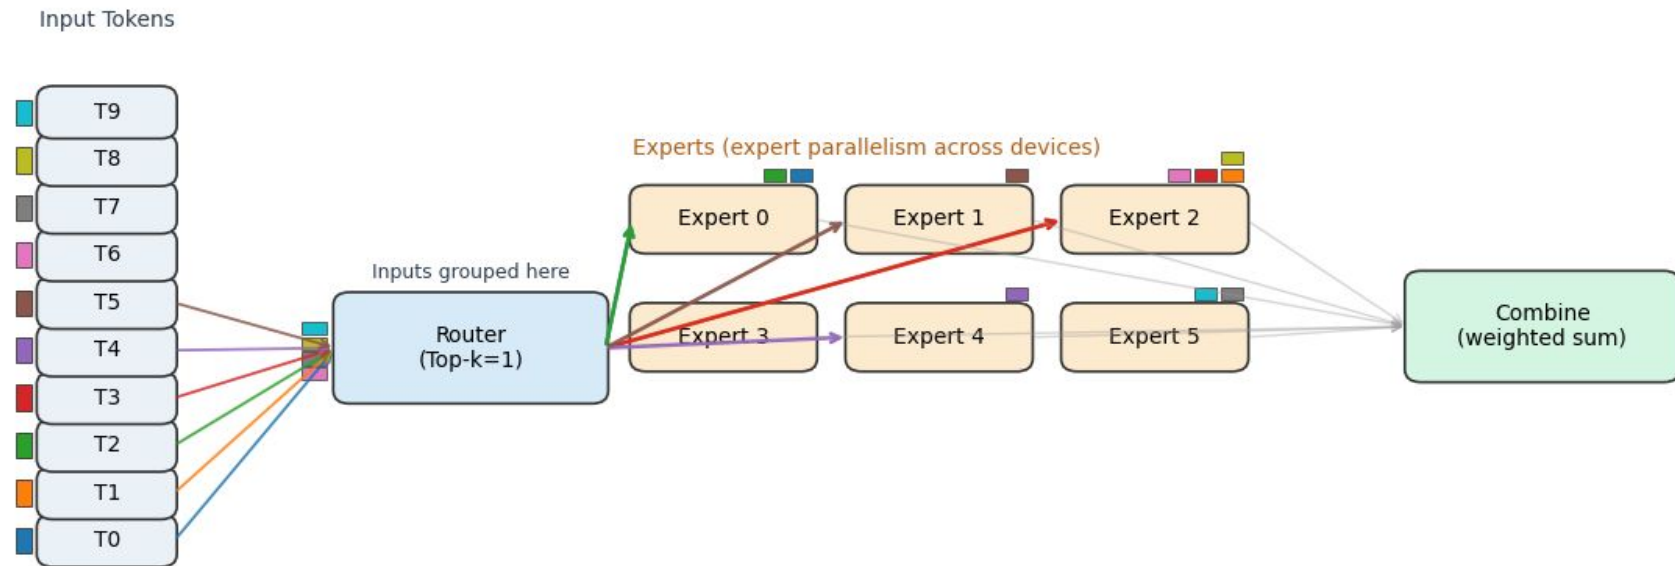 Input Tokens
T9
T8
T7
T6
T5
T4
T3
T2
T1
T0
Inputs grouped here
Router
(Top-k=1)
Experts (expert parallelism across devices)
Expert 0
Expert 1
Expert 2
Expert 3
Expert 4
Expert 5
Combine
(weighted sum)